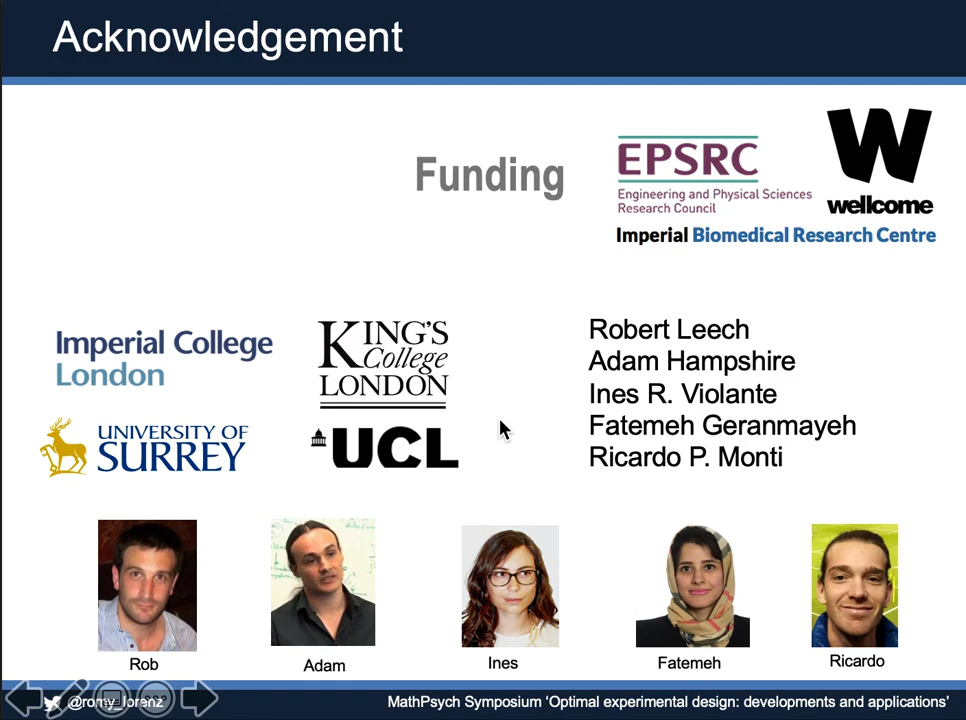 Acknowledgement
Funding
EPSRC
Engineering and Physical Sciences
Research Council
wellcome
Imperial Biomedical Research Centre
Imperial College
London
KING'S
College
LONDON
UNIVERSITY OF
SURREY
UCL
Robert Leech
Adam Hampshire
Ines R. Violante
Fatemeh Geranmayeh
Ricardo P. Monti
Rob
Adam
Ines
Fatemeh
Ricardo
@romy_lorenz
MathPsych Symposium ‘Optimal experimental design: developments and applications’